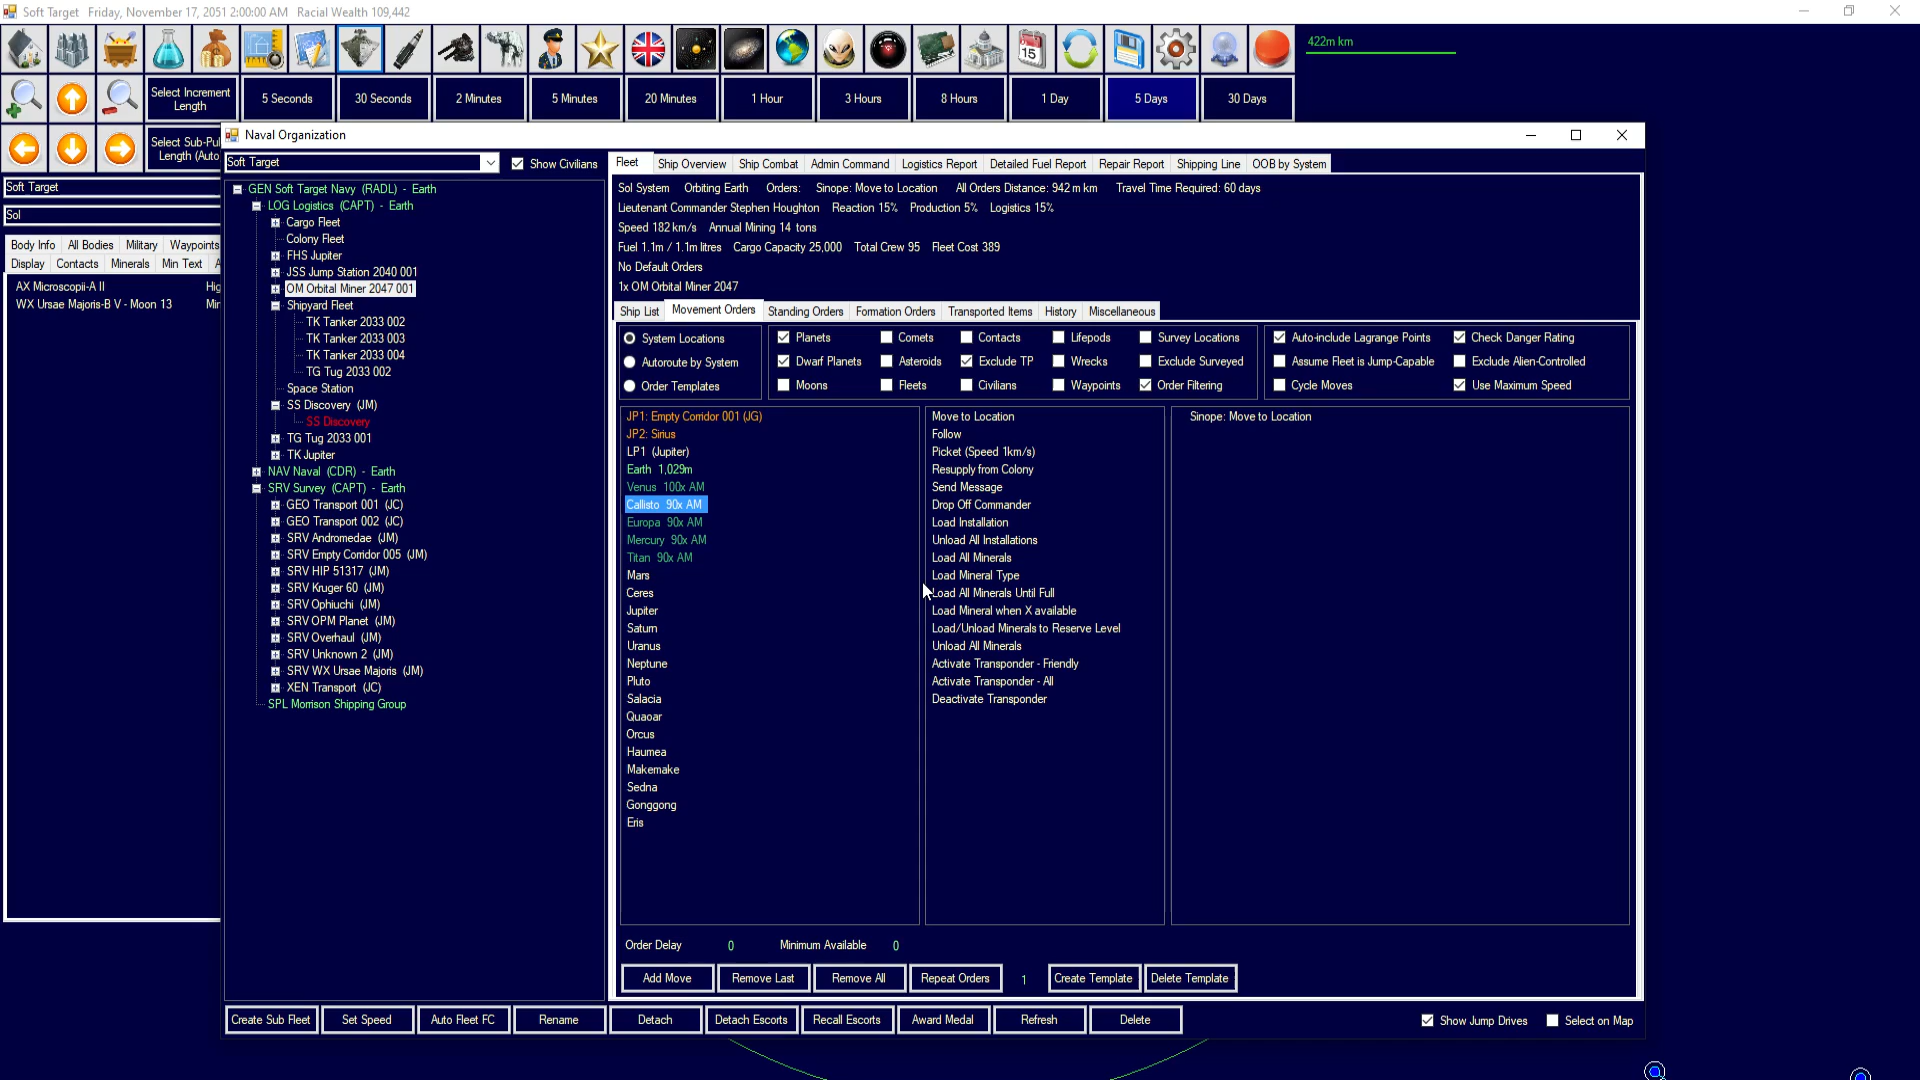 Soft Target Friday, November 17, 2051 2:00:00 AM Racial Wealth 109,442
422m km
15
Select Increment Length
5 Seconds
30 Seconds
2 Minutes
5 Minutes
20 Minutes
1 Hour
3 Hours
8 Hours
1 Day
5 Days
30 Days
Select Sub-Pul
Length (Auto
Soft Target
Sol
Body Info All Bodies Military Waypoints
Display Contacts Minerals Min Text A
AX Microscopii-A II Hig
WX Ursae Majoris-B V - Moon 13 Min
Naval Organization
Soft Target
Show Civilians
GEN Soft Target Navy (RADL) - Earth
LOG Logistics (CAPT) - Earth
Cargo Fleet
Colony Fleet
FHS Jupiter
JSS Jump Station 2040 001
OM Orbital Miner 2047 001
Shipyard Fleet
TK Tanker 2033 002
TK Tanker 2033 003
TK Tanker 2033 004
TG Tug 2033 002
Space Station
SS Discovery (JM)
SS Discovery
TG Tug 2033 001
TK Jupiter
NAV Naval (CDR) - Earth
SRV Survey (CAPT) - Earth
GEO Transport 001 (JC)
GEO Transport 002 (JC)
SRV Andromedae (JM)
SRV Empty Corridor 005 (JM)
SRV HIP 51317 (JM)
SRV Kruger 60 (JM)
SRV Ophiuchi (JM)
SRV OPM Planet (JM)
SRV Overhaul (JM)
SRV Unknown 2 (JM)
SRV WX Ursae Majoris (JM)
XEN Transport (JC)
SPL Morrison Shipping Group
Fleet Ship Overview Ship Combat Admin Command Logistics Report Detailed Fuel Report Repair Report Shipping Line OOB by System
Sol System Orbiting Earth Orders: Sinope: Move to Location All Orders Distance: 942 m km Travel Time Required: 60 days
Lieutenant Commander Stephen Houghton Reaction 15% Production 5% Logistics 15%
Speed 182 km/s Annual Mining 14 tons
Fuel 1.1m / 1.1m litres Cargo Capacity 25,000 Total Crew 95 Fleet Cost 389
No Default Orders
1x OM Orbital Miner 2047
Ship List Movement Orders Standing Orders Formation Orders Transported Items History Miscellaneous
System Locations
Autoroute by System
Order Templates
Planets Comets Contacts Lifepods Survey Locations
Dwarf Planets Asteroids Exclude TP Wrecks Exclude Surveyed
Moons Fleets Civilians Waypoints Order Filtering
Auto-include Lagrange Points Check Danger Rating
Assume Fleet is Jump-Capable Exclude Alien-Controlled
Cycle Moves Use Maximum Speed
JP1: Empty Corridor 001 (JG)
JP2: Sirius
LP1 (Jupiter)
Earth 1,029m
Venus 100x AM
Callisto 90x AM
Europa 90x AM
Mercury 90x AM
Titan 90x AM
Mars
Ceres
Jupiter
Saturn
Uranus
Neptune
Pluto
Salacia
Quaoar
Orcus
Haumea
Makemake
Sedna
Gonggong
Eris
Move to Location
Follow
Picket (Speed 1km/s)
Resupply from Colony
Send Message
Drop Off Commander
Load Installation
Unload All Installations
Load All Minerals
Load Mineral Type
Load All Minerals Until Full
Load Mineral when X available
Load/Unload Minerals to Reserve Level
Unload All Minerals
Activate Transponder - Friendly
Activate Transponder - All
Deactivate Transponder
Sinope: Move to Location
Order Delay 0 Minimum Available 0
Add Move Remove Last Remove All Repeat Orders 1 Create Template Delete Template
Create Sub Fleet Set Speed Auto Fleet FC Rename Detach Detach Escorts Recall Escorts Award Medal Refresh Delete Show Jump Drives Select on Map